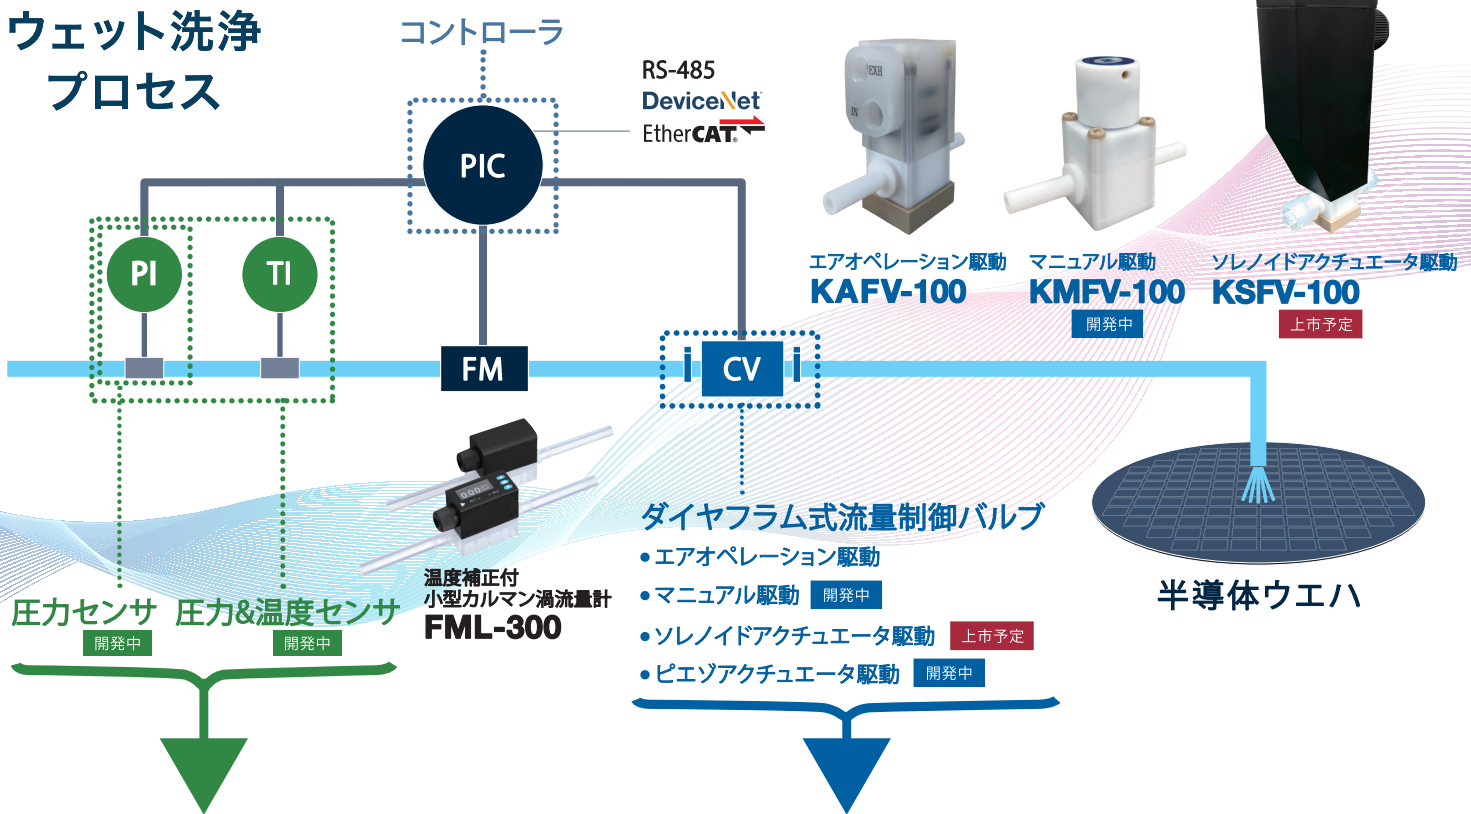 ウェット洗浄
プロセス
コントローラ
RS-485
DeviceNet
EtherCAT®
PIC
PI
TI
FM
CV
EXH
IN
エアオペレーション駆動
KAFV-100
マニュアル駆動
KMFV-100
開発中
ソレノイドアクチュエータ駆動
KSFV-100
上市予定
圧力センサ
開発中
圧力&温度センサ
開発中
温度補正付
小型カルマン渦流量計
FML-300
ダイヤフラム式流量制御バルブ
●エアオペレーション駆動
●マニュアル駆動 開発中
●ソレノイドアクチュエータ駆動 上市予定
●ピエゾアクチュエータ駆動 開発中
半導体ウエハ